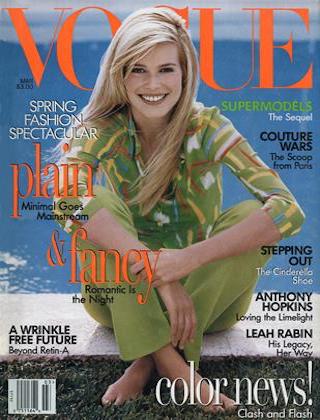 VOGUE
MAR
$3.00
SPRING
FASHION
SPECTACULAR
plain
Minimal Goes
Mainstream
& fancy
Romantic Is
the Night
A WRINKLE
FREE FUTURE
Beyond Retin-A
SUPERMODELS
The Sequel
COUTURE
WARS
The Scoop
from Paris
STEPPING
OUT
The Cinderella
Shoe
ANTHONY
HOPKINS
Loving the Limelight
LEAH RABIN
His Legacy,
Her Way
color news!
Clash and Flash